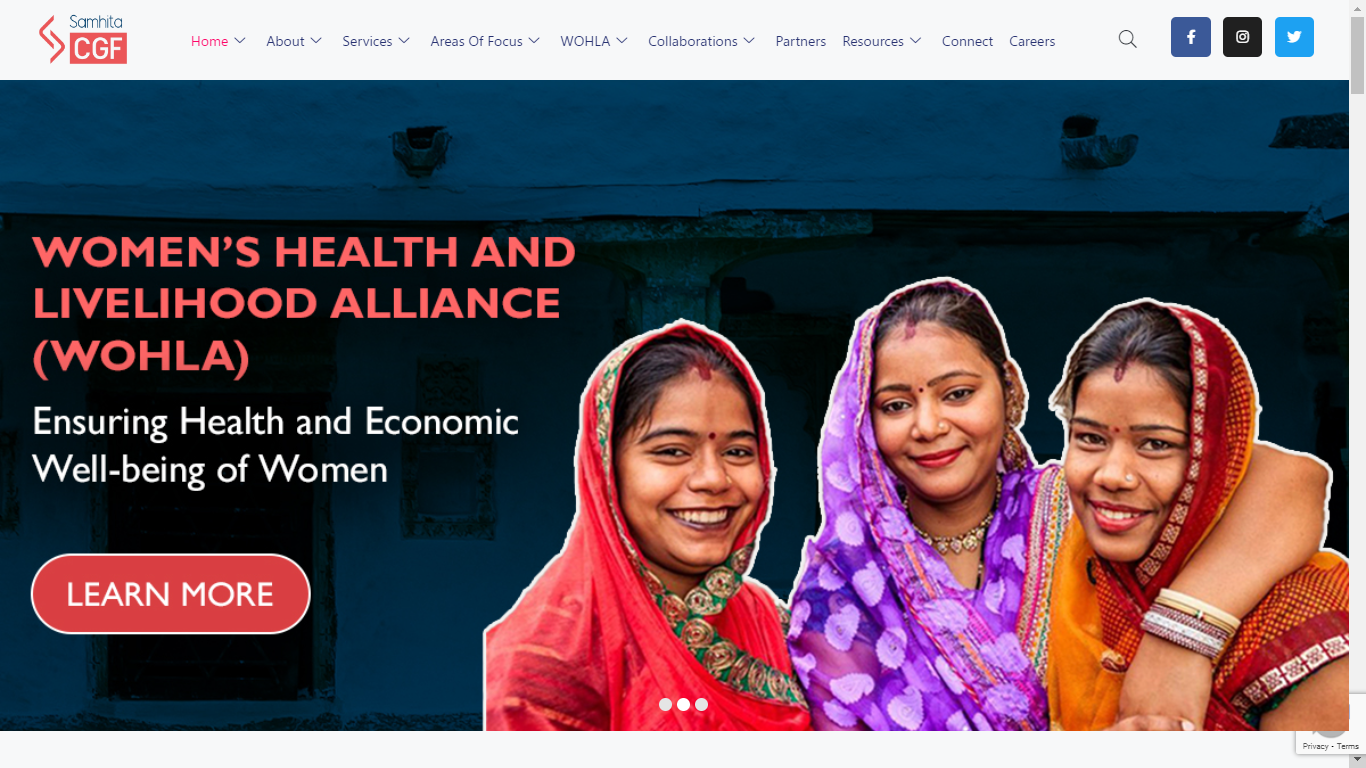 Samhita
CGF
Home About Services Areas Of Focus WOHLA Collaborations Partners Resources Connect Careers
WOMEN'S HEALTH AND
LIVELIHOOD ALLIANCE
(WOHLA)
Ensuring Health and Economic
Well-being of Women
LEARN MORE
Privacy - Terms